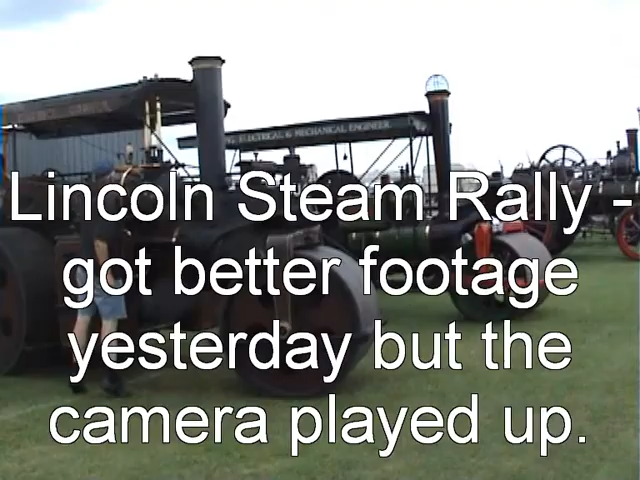 ELECTRICAL & MECHANICAL ENGINEER
Lincoln Steam Rally -
got better footage
yesterday but the
camera played up.